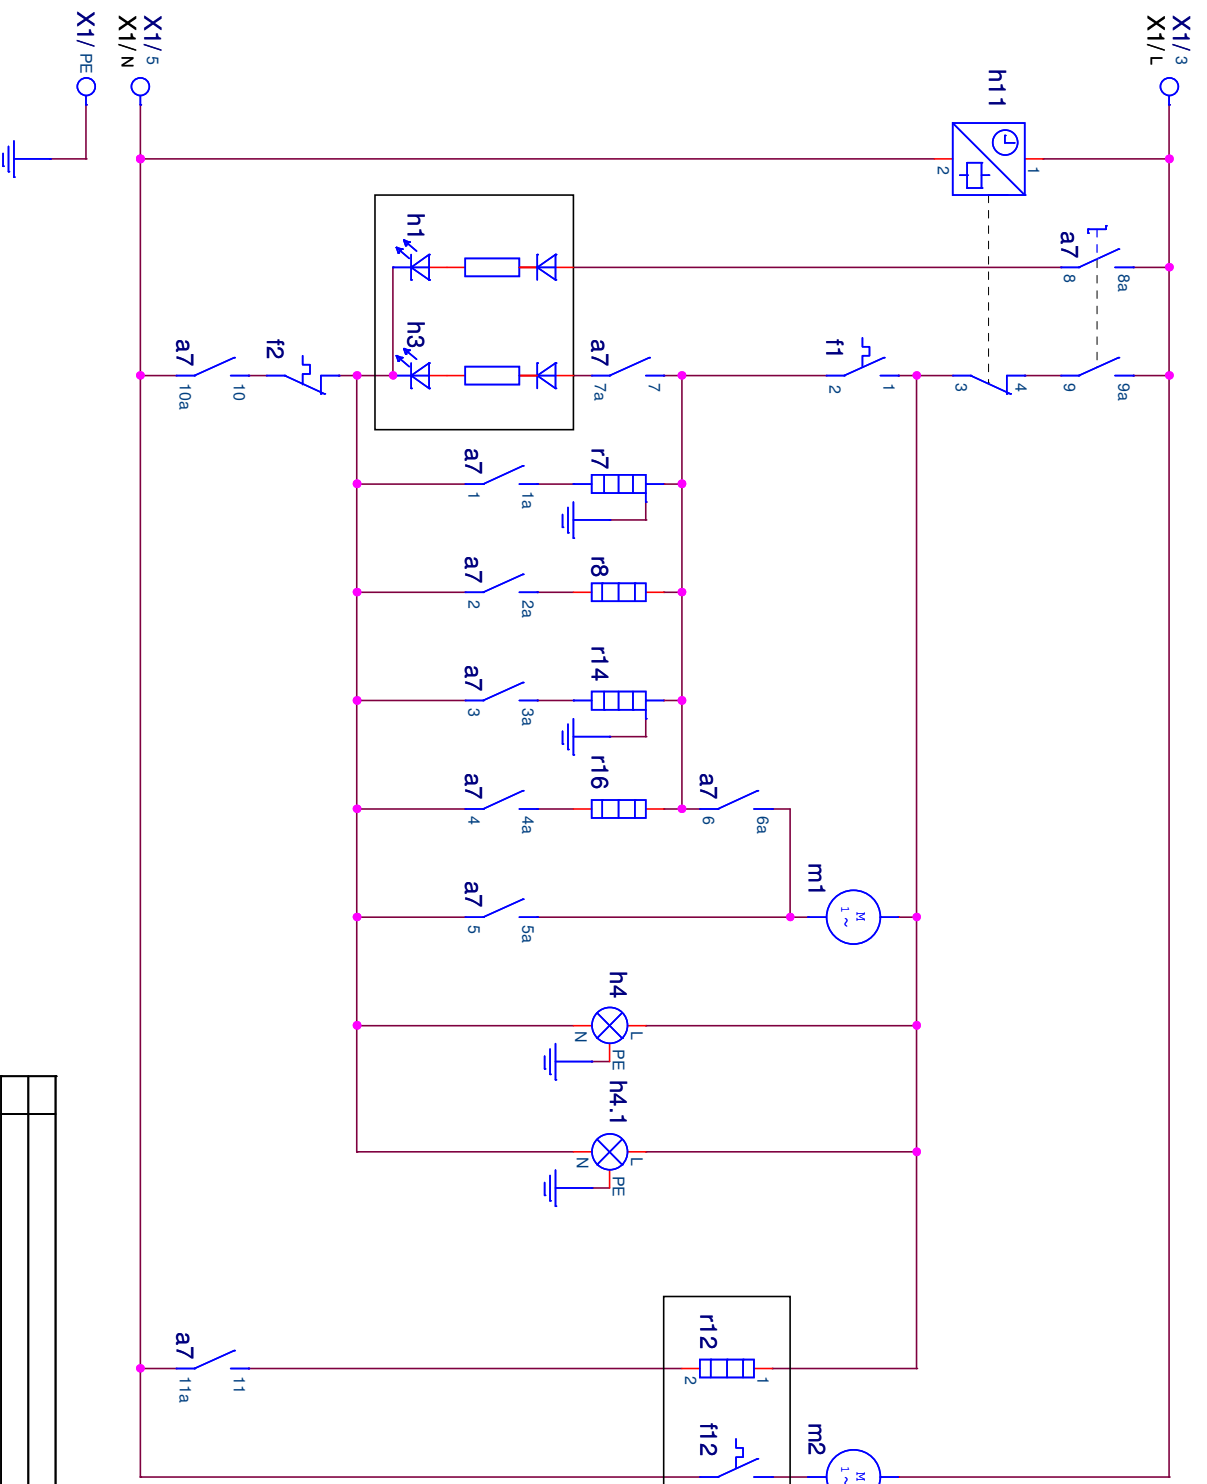 X1/ 3
X1/ L
X1/ 5
X1/ N
X1/ PE
h11
1
2
a7
8a
8
9a
9
4
3
f1
1
2
h1
h3
a7
7
7a
f2
a7
10
10a
r7
a7
1a
1
r8
a7
2a
2
r14
a7
3a
3
r16
a7
4a
4
a7
6a
6
m1
M
1 ~
a7
5a
5
h4
L
N
PE
h4.1
L
N
PE
r12
1
2
a7
11
11a
f12
m2
M
1 ~